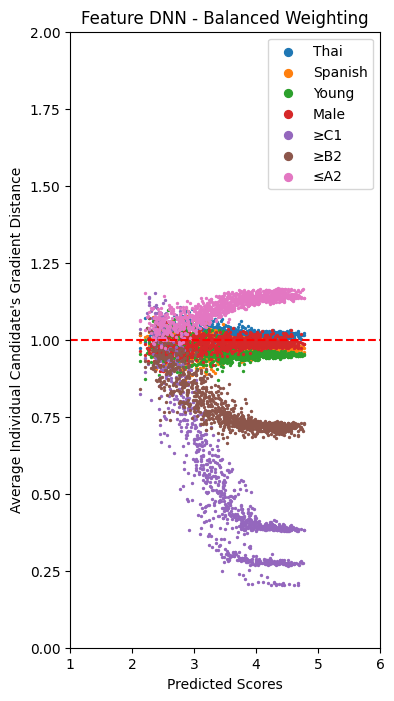 Feature DNN - Balanced Weighting
2.00
1.75
1.50
1.25
1.00
0.75
0.50
0.25
0.00
Average Individual Candidate's Gradient Distance
Thai
Spanish
Young
Male
≥C1
≥B2
≤A2
1 2 3 4 5 6
Predicted Scores